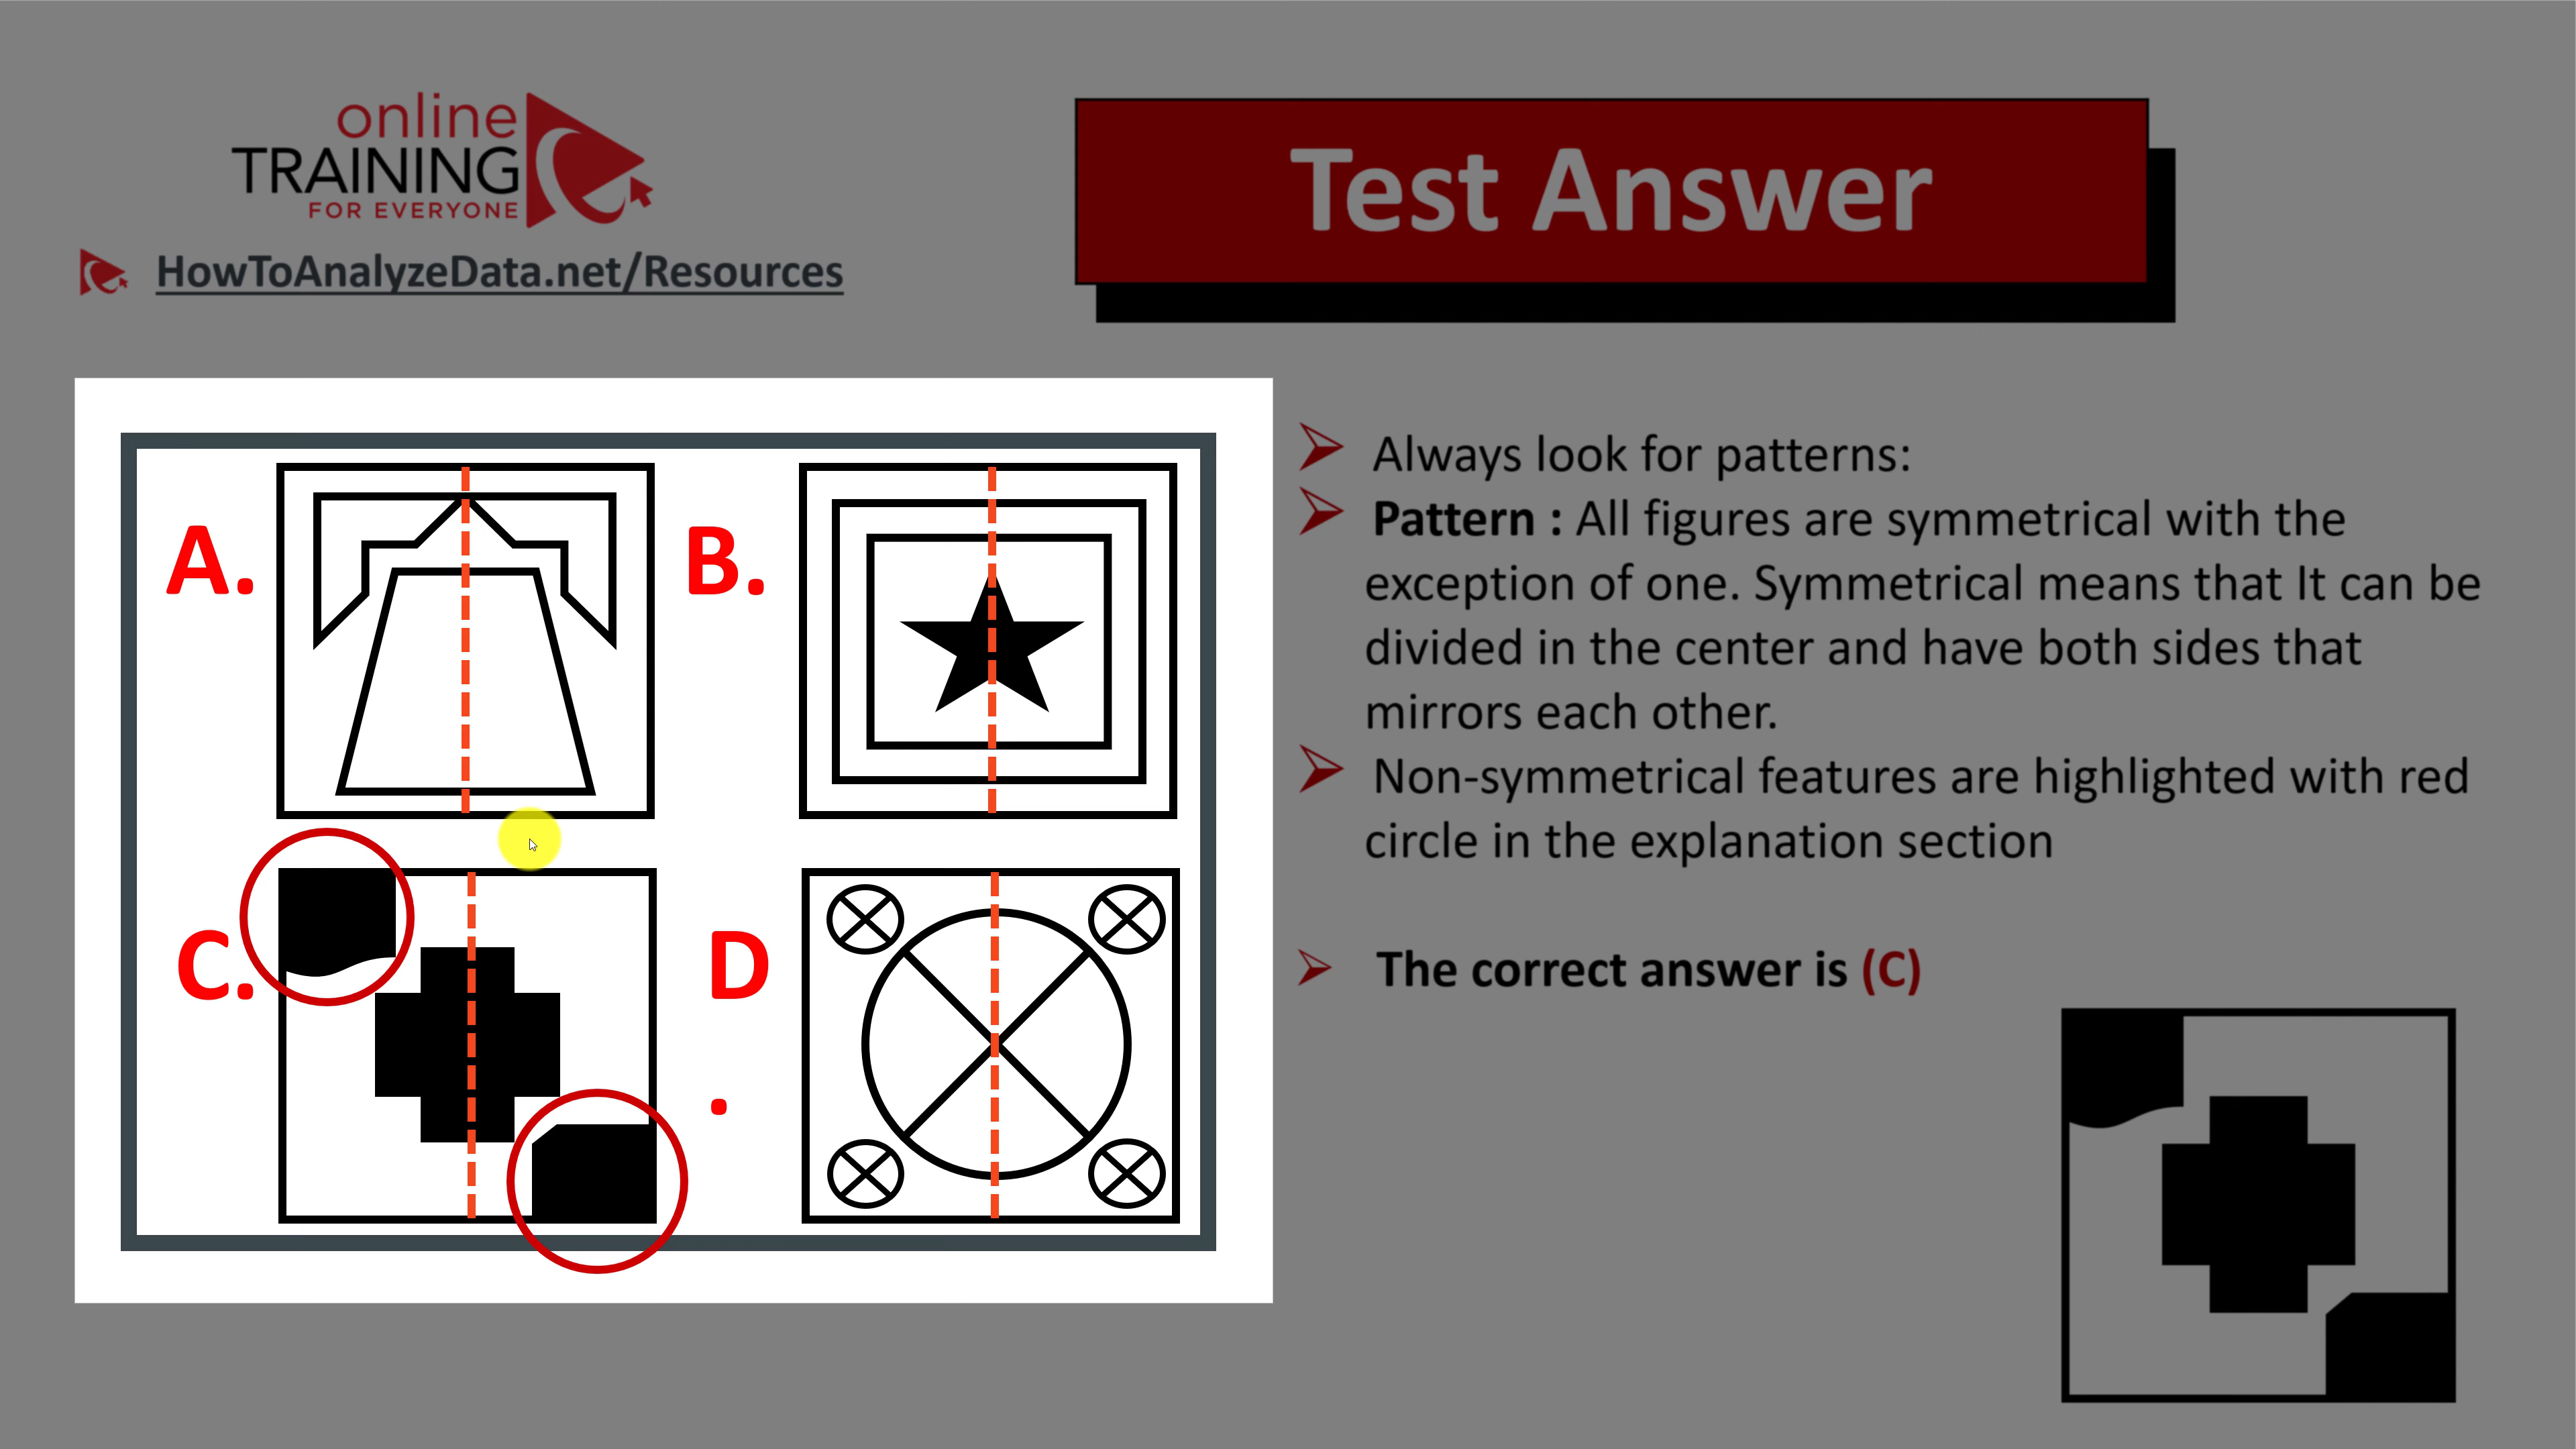 online
TRAINING
FOR EVERYONE
HowToAnalyzeData.net/Resources
Test Answer
A.
B.
C.
D
.
Always look for patterns:
Pattern : All figures are symmetrical with the
exception of one. Symmetrical means that It can be
divided in the center and have both sides that
mirrors each other.
Non-symmetrical features are highlighted with red
circle in the explanation section
The correct answer is (C)